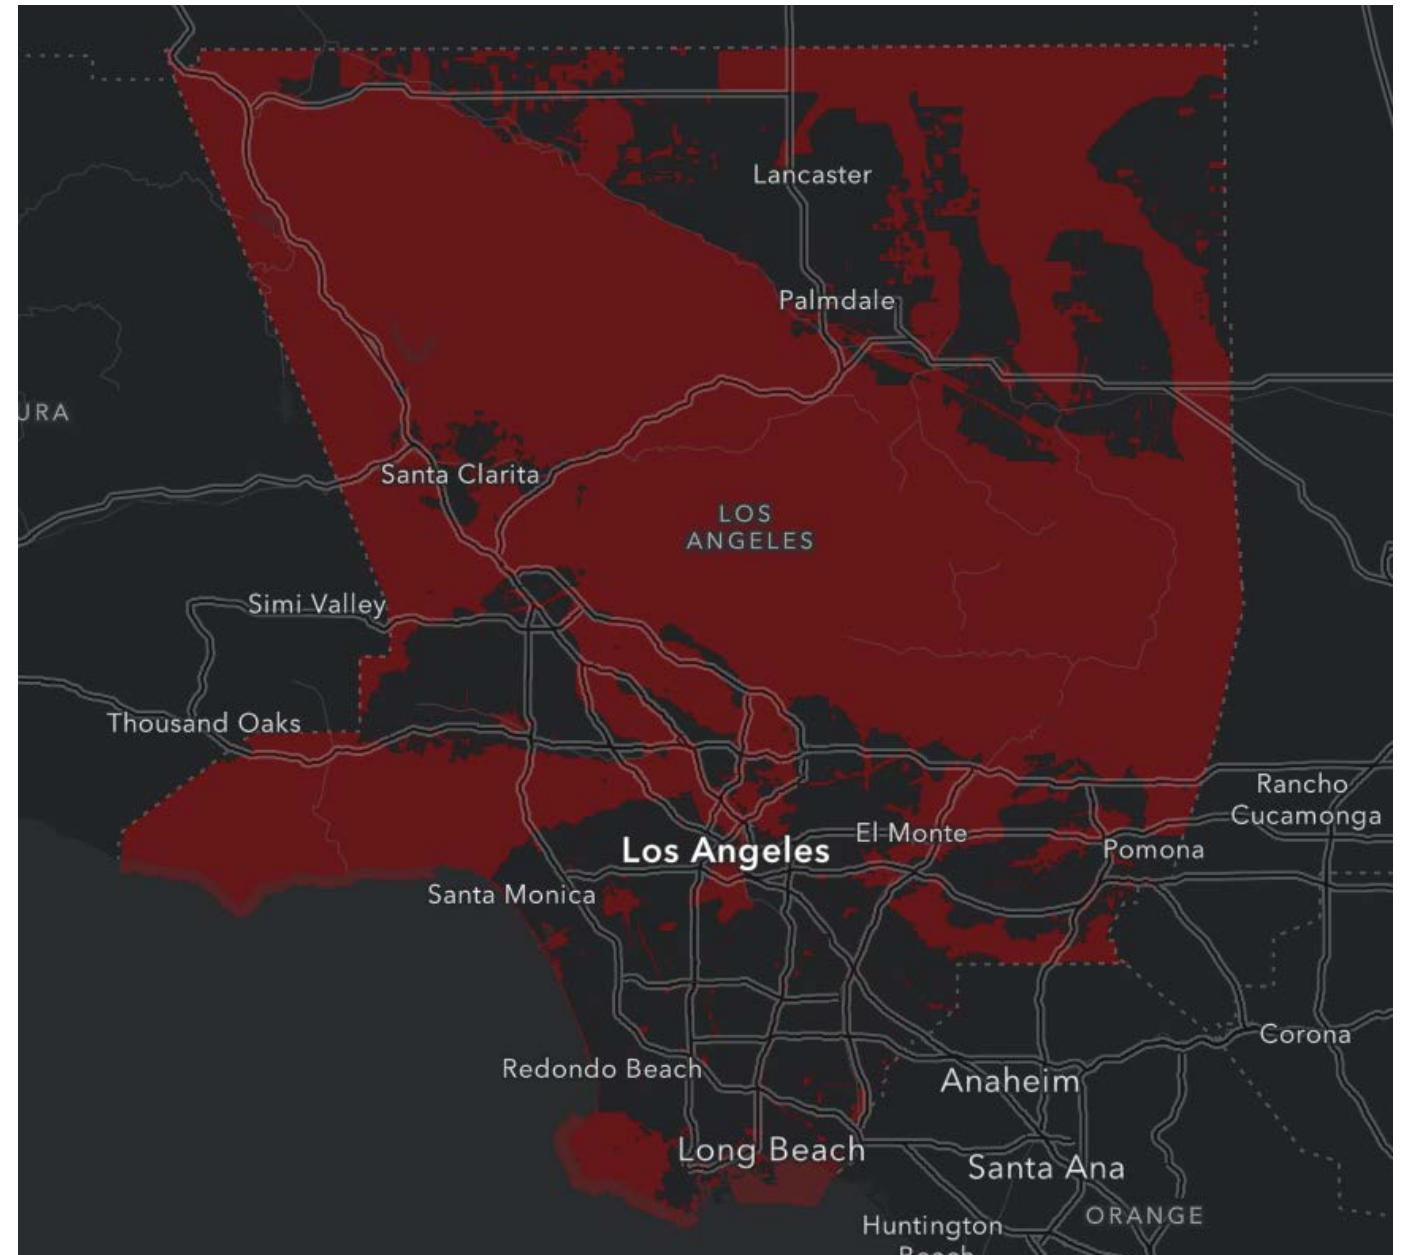 Lancaster
Palmdale
URA
Santa Clarita
LOS
ANGELES
Simi Valley
Thousand Oaks
Rancho
Cucamonga
El Monte
Los Angeles
Pomona
Santa Monica
Corona
Redondo Beach
Anaheim
Long Beach
Santa Ana
ORANGE
Huntington
Beach